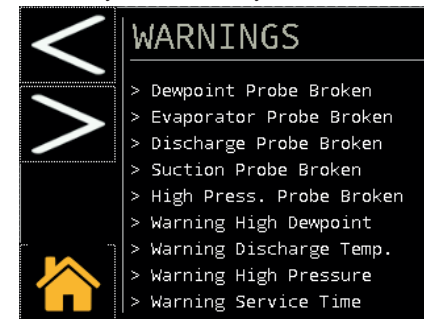 WARNINGS
> Dewpoint Probe Broken
> Evaporator Probe Broken
> Discharge Probe Broken
> Suction Probe Broken
> High Press. Probe Broken
> Warning High Dewpoint
> Warning Discharge Temp.
> Warning High Pressure
> Warning Service Time